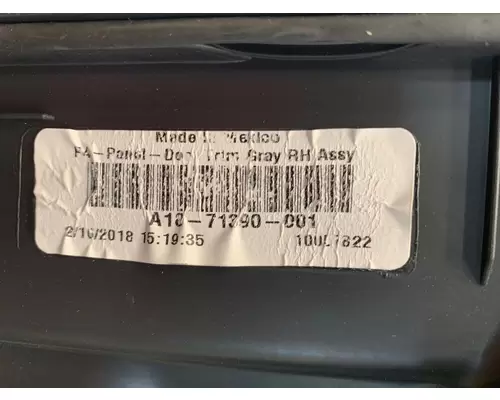 Made in Mexico
P4-Panel-Door Trim Gray RH Assy
A18-71390-001
2/16/2018 15:19:35 100L7822